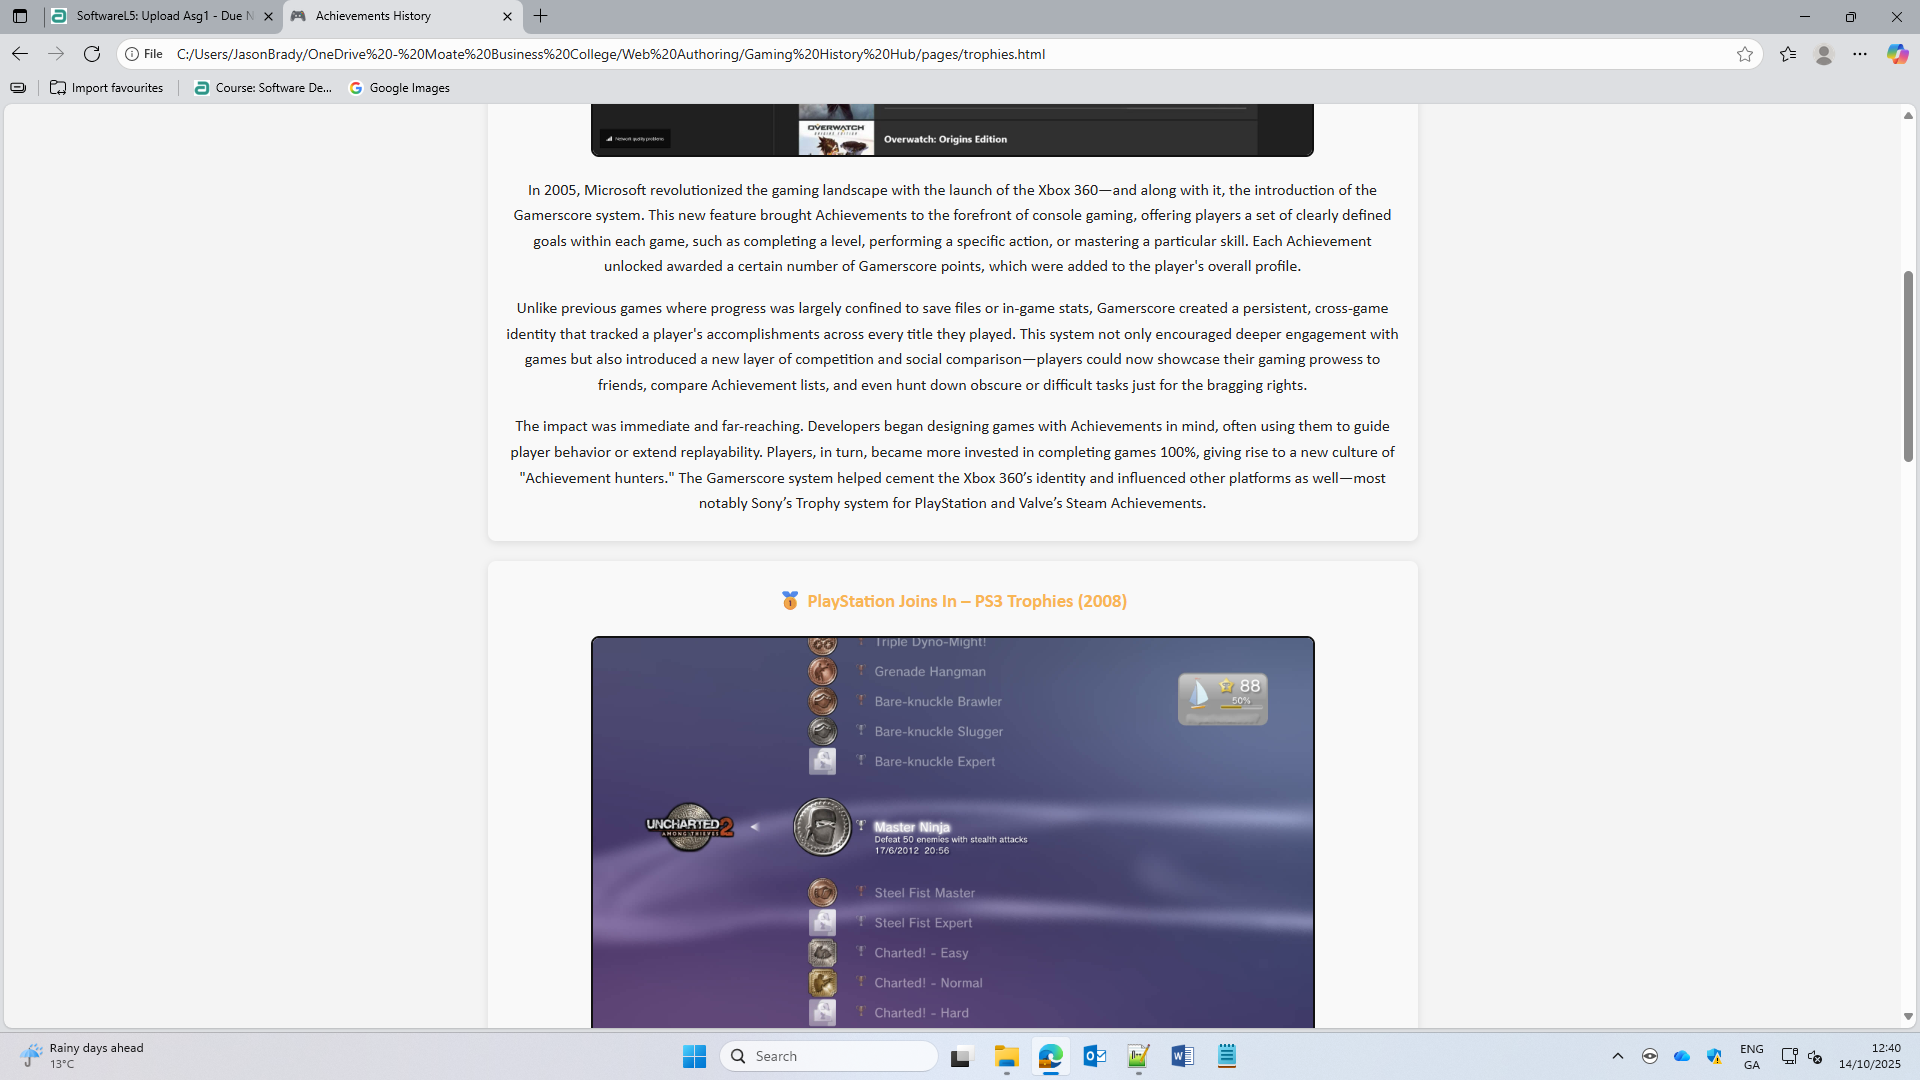 SoftwareL5: Upload Asg1 - Due N
Achievements History
File
C:/Users/JasonBrady/OneDrive%20-%20Moate%20Business%20College/Web%20Authoring/Gaming%20History%20Hub/pages/trophies.html
Import favourites
Course: Software De...
Google Images
Network quality problems
OVERWATCH
Overwatch: Origins Edition
In 2005, Microsoft revolutionized the gaming landscape with the launch of the Xbox 360—and along with it, the introduction of the
Gamerscore system. This new feature brought Achievements to the forefront of console gaming, offering players a set of clearly defined
goals within each game, such as completing a level, performing a specific action, or mastering a particular skill. Each Achievement
unlocked awarded a certain number of Gamerscore points, which were added to the player's overall profile.
Unlike previous games where progress was largely confined to save files or in-game stats, Gamerscore created a persistent, cross-game
identity that tracked a player's accomplishments across every title they played. This system not only encouraged deeper engagement with
games but also introduced a new layer of competition and social comparison—players could now showcase their gaming prowess to
friends, compare Achievement lists, and even hunt down obscure or difficult tasks just for the bragging rights.
The impact was immediate and far-reaching. Developers began designing games with Achievements in mind, often using them to guide
player behavior or extend replayability. Players, in turn, became more invested in completing games 100%, giving rise to a new culture of
"Achievement hunters." The Gamerscore system helped cement the Xbox 360’s identity and influenced other platforms as well—most
notably Sony’s Trophy system for PlayStation and Valve’s Steam Achievements.
🥇 PlayStation Joins In – PS3 Trophies (2008)
Triple Dyno-Might!
Grenade Hangman
88
50%
Bare-knuckle Brawler
Bare-knuckle Slugger
Bare-knuckle Expert
UNCHARTED 2
AMONG THIEVES
Master Ninja
Defeat 50 enemies with stealth attacks
17/6/2012 20:56
Steel Fist Master
Steel Fist Expert
Charted! - Easy
Charted! - Normal
Charted! - Hard
Rainy days ahead
13°C
Search
ENG
GA
12:40
14/10/2025